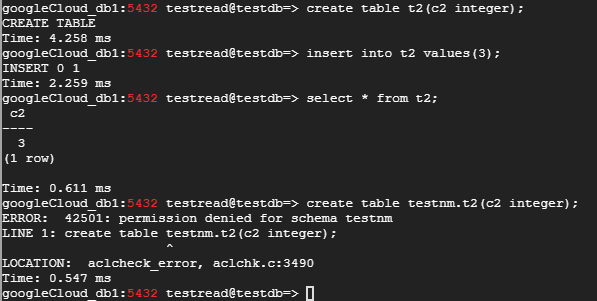 googleCloud_db1:5432 testread@testdb=> create table t2(c2 integer);
CREATE TABLE
Time: 4.258 ms
googleCloud_db1:5432 testread@testdb=> insert into t2 values(3);
INSERT 0 1
Time: 2.259 ms
googleCloud_db1:5432 testread@testdb=> select * from t2;
 c2
----
  3
(1 row)

Time: 0.611 ms
googleCloud_db1:5432 testread@testdb=> create table testnm.t2(c2 integer);
ERROR:  42501: permission denied for schema testnm
LINE 1: create table testnm.t2(c2 integer);
                     ^
LOCATION:  aclcheck_error, aclchk.c:3490
Time: 0.547 ms
googleCloud_db1:5432 testread@testdb=>